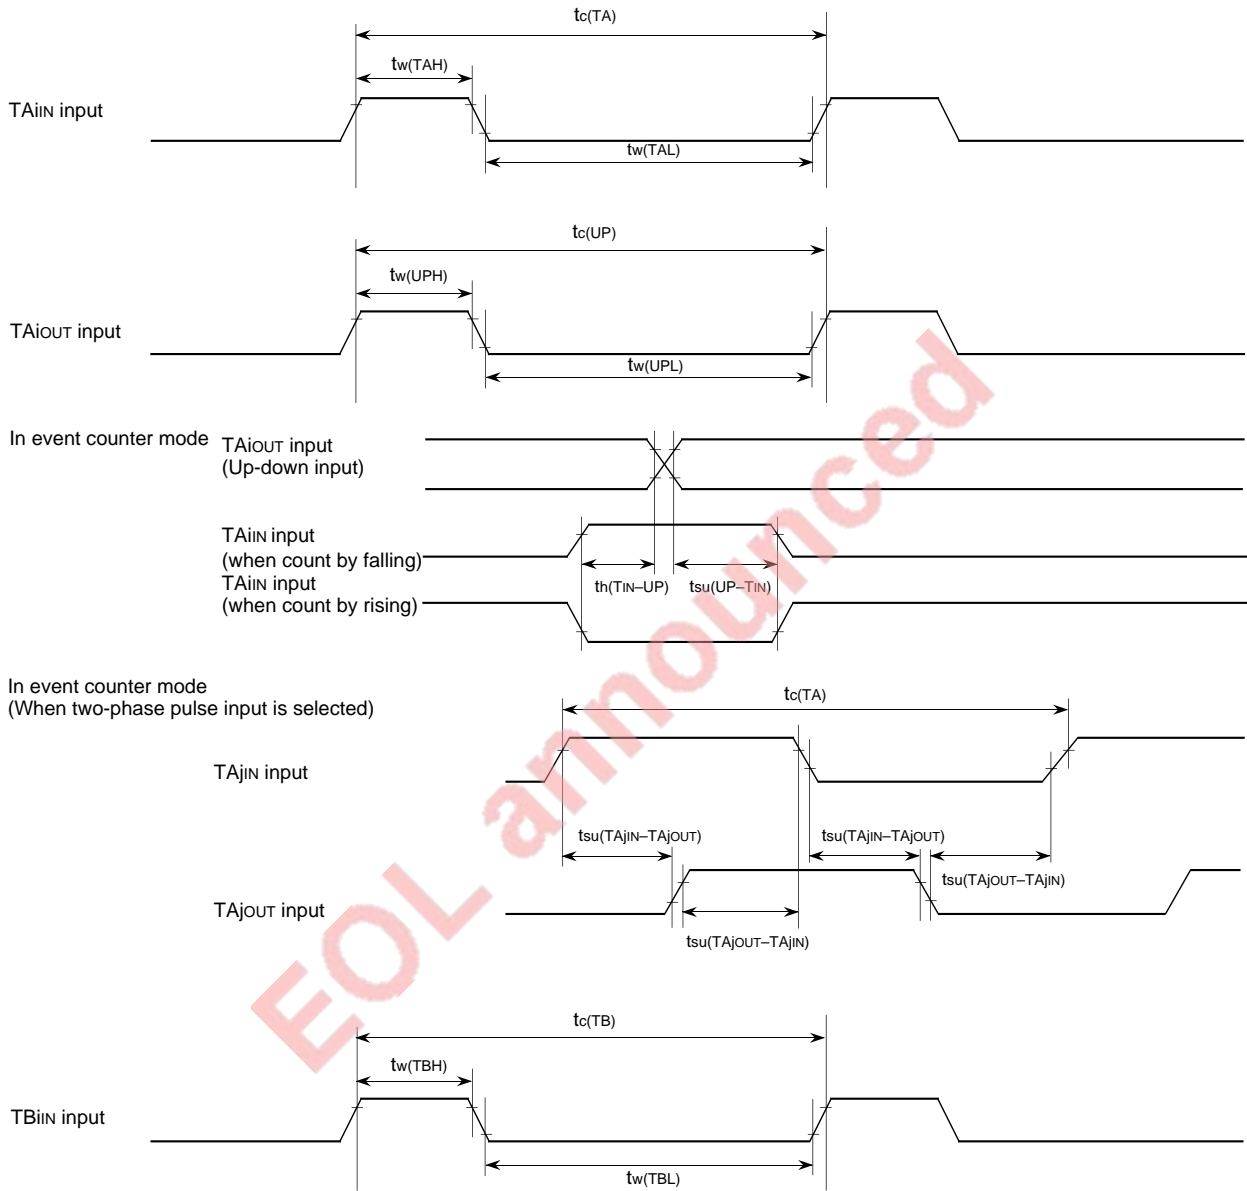 tc(TA)
tw(TAH)
TAiIN input
tw(TAL)
tc(UP)
tw(UPH)
TAiOUT input
tw(UPL)
In event counter mode
TAiOUT input
(Up-down input)
TAiIN input
(when count by falling)
th(TIN–UP)
tsu(UP–TIN)
TAiIN input
(when count by rising)
In event counter mode
(When two-phase pulse input is selected)
tc(TA)
TAjIN input
tsu(TAjIN–TAjOUT)
tsu(TAjIN–TAjOUT)
tsu(TAjOUT–TAjIN)
TAjOUT input
tsu(TAjOUT–TAjIN)
tc(TB)
tw(TBH)
TBiIN input
tw(TBL)
EOL announced